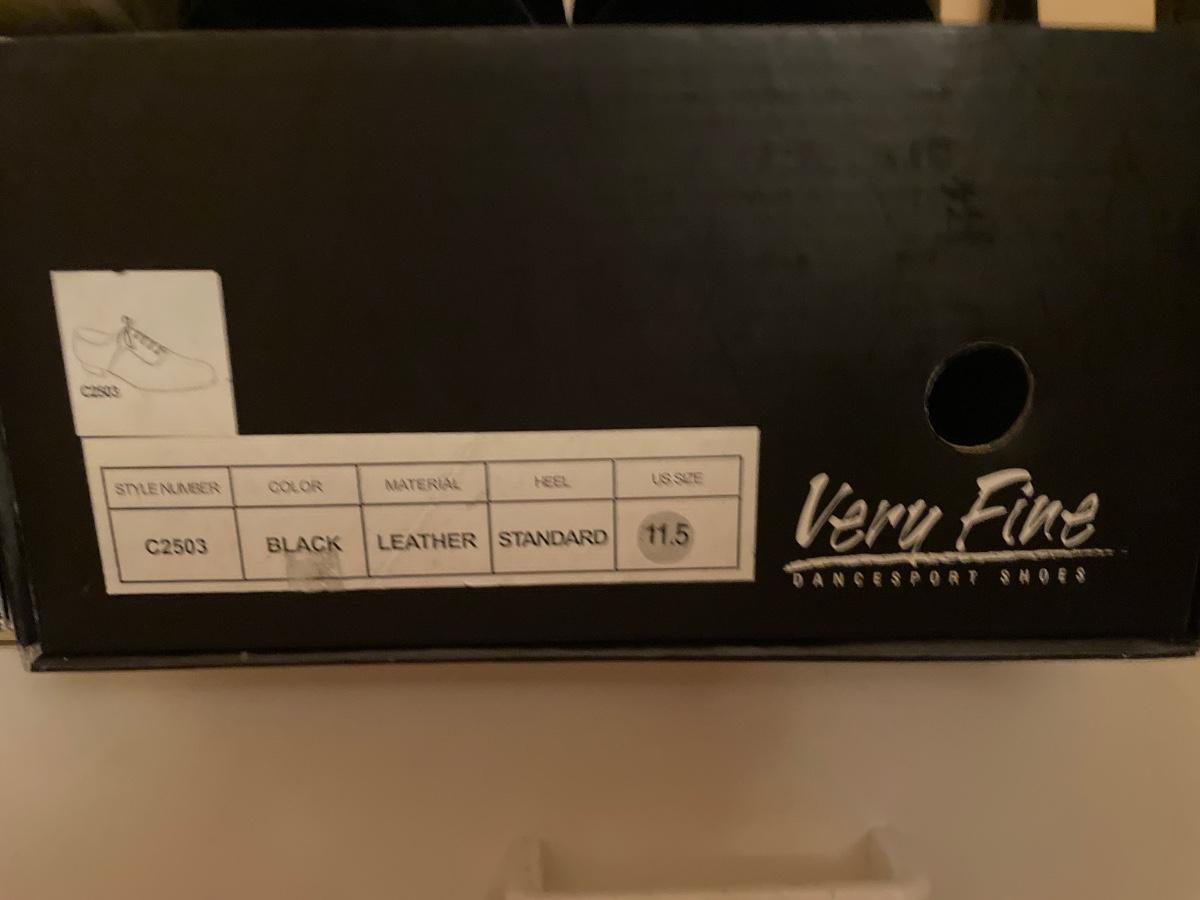 C2503
STYLE NUMBER COLOR MATERIAL HEEL US SIZE
C2503 BLACK LEATHER STANDARD 11.5
Very Fine
DANCESPORT SHOES